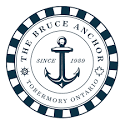 THE BRUCE ANCHOR
SINCE 1989
TOBERMORY ONTARIO